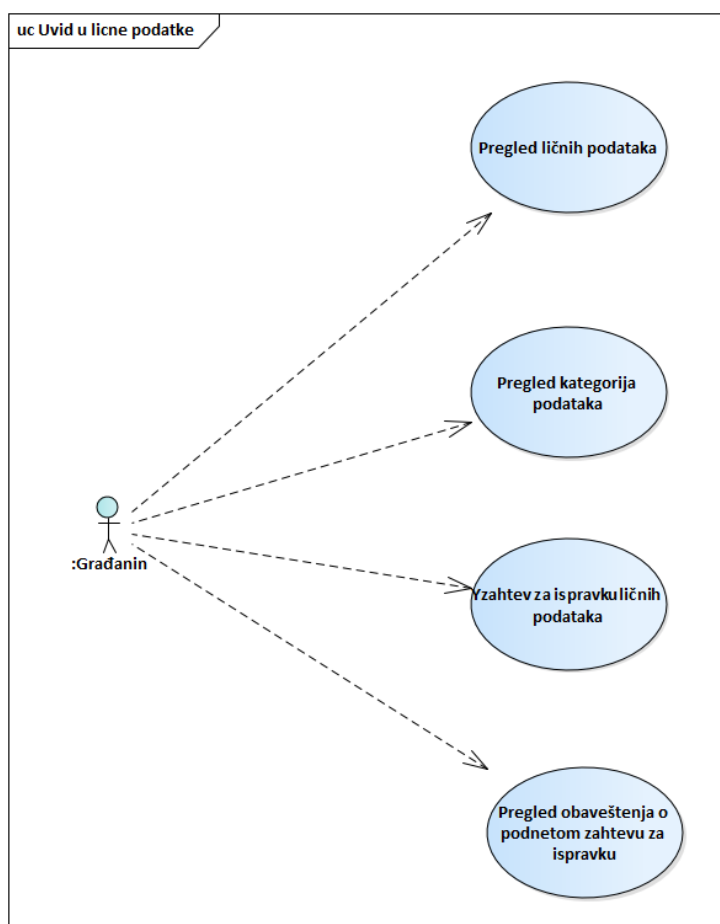 uc Uvid u licne podatke
Pregled ličnih podataka
Pregled kategorija
podataka
:Građanin
Yzahtev za ispravku ličnih
podataka
Pregled obaveštenja o
podnetom zahtevu za
ispravku